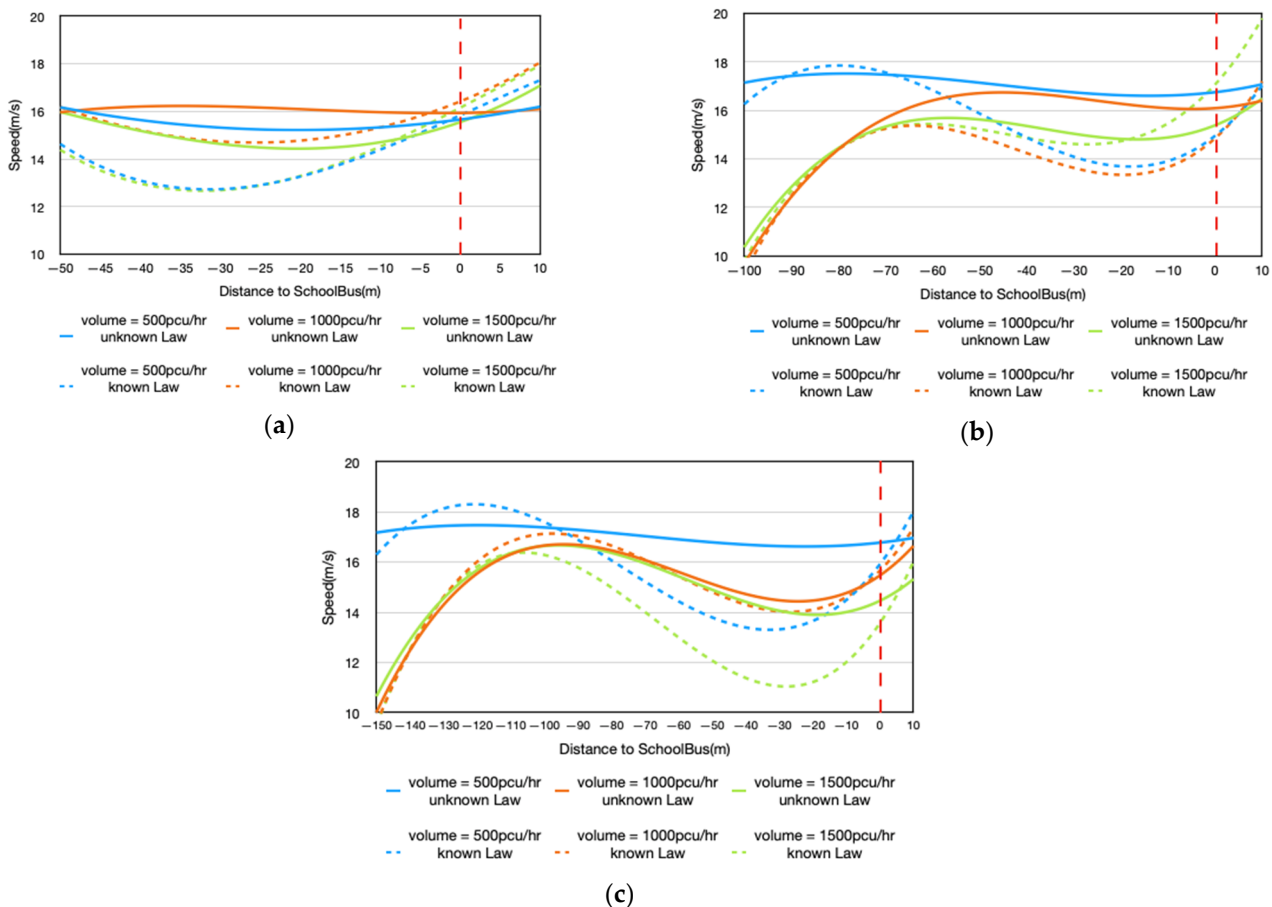 20
18
16
14
12
10
Speed(m/s)
−50 −45 −40 −35 −30 −25 −20 −15 −10 −5 0 5 10
Distance to SchoolBus(m)
volume = 500pcu/hr volume = 1000pcu/hr volume = 1500pcu/hr
unknown Law unknown Law unknown Law
volume = 500pcu/hr volume = 1000pcu/hr volume = 1500pcu/hr
known Law known Law known Law
(a)
20
18
16
14
12
10
Speed(m/s)
−100 −90 −80 −70 −60 −50 −40 −30 −20 −10 0 10
Distance to SchoolBus(m)
volume = 500pcu/hr volume = 1000pcu/hr volume = 1500pcu/hr
unknown Law unknown Law unknown Law
volume = 500pcu/hr volume = 1000pcu/hr volume = 1500pcu/hr
known Law known Law known Law
(b)
20
18
16
14
12
10
Speed(m/s)
−150 −140 −130 −120 −110 −100 −90 −80 −70 −60 −50 −40 −30 −20 −10 0 10
Distance to SchoolBus(m)
volume = 500pcu/hr volume = 1000pcu/hr volume = 1500pcu/hr
unknown Law unknown Law unknown Law
volume = 500pcu/hr volume = 1000pcu/hr volume = 1500pcu/hr
known Law known Law known Law
(c)